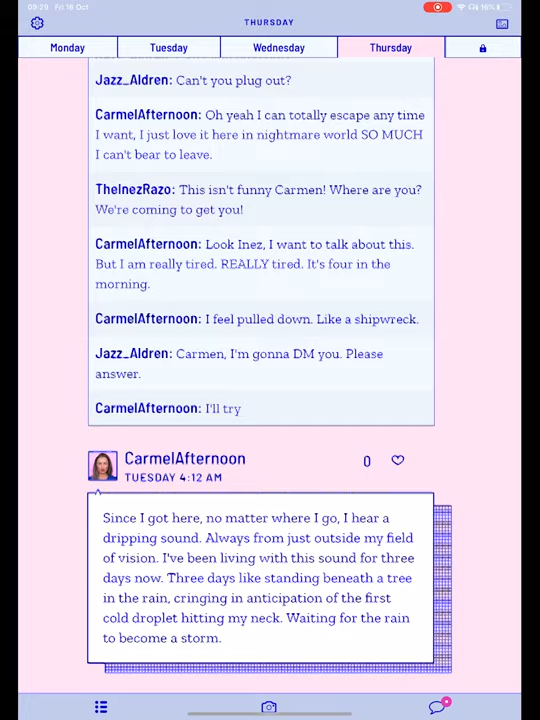 09:29 Fri 16 Oct
16%
THURSDAY
Monday
Tuesday
Wednesday
Thursday
Jazz_Aldren: Can't you plug out?
CarmelAfternoon: Oh yeah I can totally escape any time
I want, I just love it here in nightmare world SO MUCH
I can't bear to leave.
TheInezRazo: This isn't funny Carmen! Where are you?
We're coming to get you!
CarmelAfternoon: Look Inez, I want to talk about this.
But I am really tired. REALLY tired. It's four in the
morning.
CarmelAfternoon: I feel pulled down. Like a shipwreck.
Jazz_Aldren: Carmen, I'm gonna DM you. Please
answer.
CarmelAfternoon: I'll try
CarmelAfternoon
0
TUESDAY 4:12 AM
Since I got here, no matter where I go, I hear a
dripping sound. Always from just outside my field
of vision. I've been living with this sound for three
days now. Three days like standing beneath a tree
in the rain, cringing in anticipation of the first
cold droplet hitting my neck. Waiting for the rain
to become a storm.